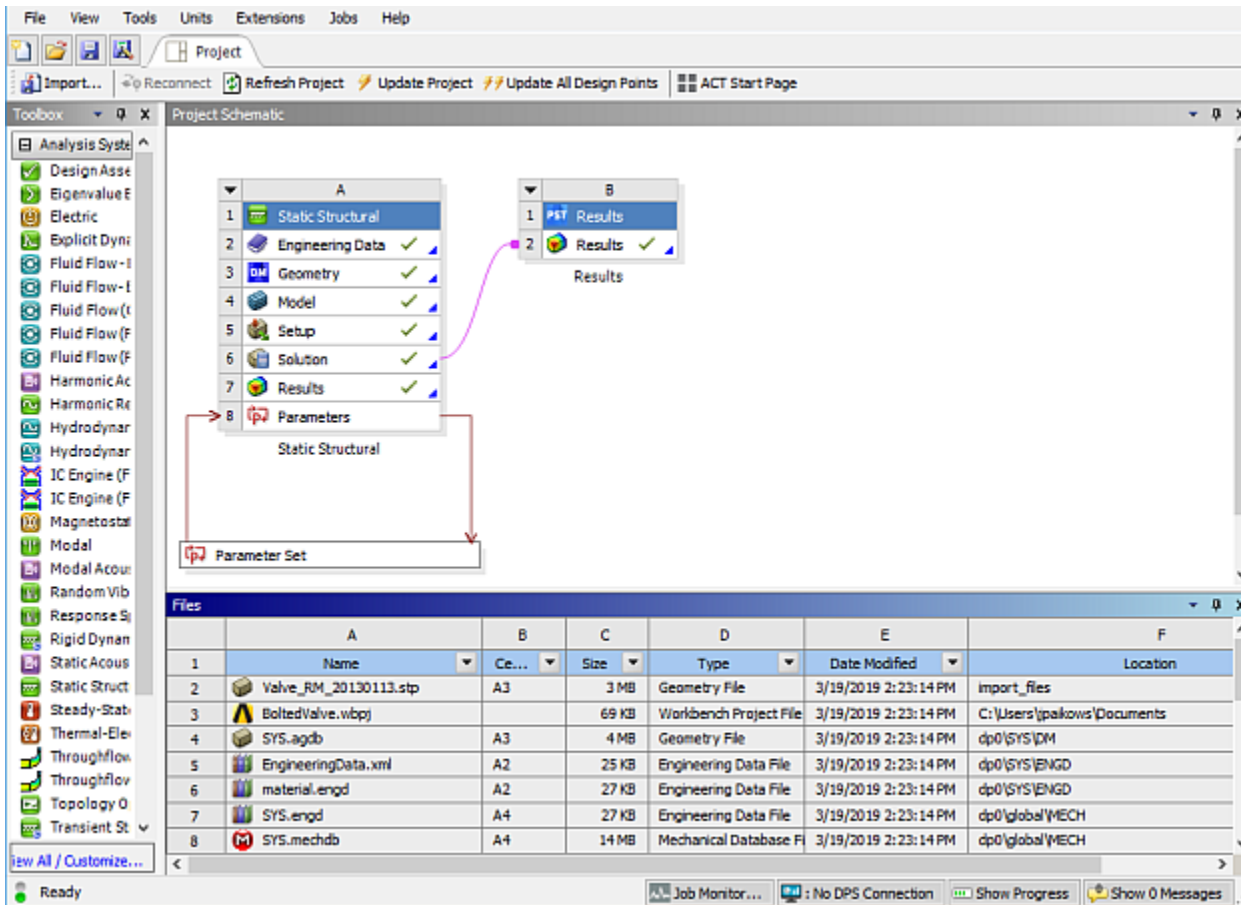 File View Tools Units Extensions Jobs Help
Project
Import... Reconnect Refresh Project Update Project Update All Design Points ACT Start Page
Toolbox
Analysis Syste
Design Asse
Eigenvalue E
Electric
Explicit Dyna
Fluid Flow - 
Fluid Flow - 
Fluid Flow (
Fluid Flow (F
Fluid Flow (F
Harmonic Ac
Harmonic Re
Hydrodynar
Hydrodynar
IC Engine (F
IC Engine (F
Magnetostat
Modal
Modal Acous
Random Vib
Response S
Rigid Dynam
Static Acous
Static Struct
Steady-State
Thermal-Ele
Throughflow
Throughflow
Topology O
Transient St
iew All / Customize...
Project Schematic
A
1 Static Structural
2 Engineering Data
3 DM Geometry
4 Model
5 Setup
6 Solution
7 Results
8 Parameters
Static Structural
B
1 PST Results
2 Results
Results
Parameter Set
Files
A B C D E F
1 Name Ce... Size Type Date Modified Location
2 Valve_RM_20130113.stp A3 3 MB Geometry File 3/19/2019 2:23:14 PM import_files
3 BoltedValve.wbpj 69 KB Workbench Project File 3/19/2019 2:23:14 PM C:\Users\jpaikows\Documents
4 SYS.agdb A3 4 MB Geometry File 3/19/2019 2:23:14 PM dp0\SYS\DM
5 EngineeringData.xml A2 25 KB Engineering Data File 3/19/2019 2:23:14 PM dp0\SYS\ENGD
6 material.engd A2 27 KB Engineering Data File 3/19/2019 2:23:14 PM dp0\SYS\ENGD
7 SYS.engd A4 27 KB Engineering Data File 3/19/2019 2:23:14 PM dp0\global\MECH
8 SYS.mechdb A4 14 MB Mechanical Database Fi 3/19/2019 2:23:14 PM dp0\global\MECH
Ready Job Monitor... : No DPS Connection Show Progress Show 0 Messages